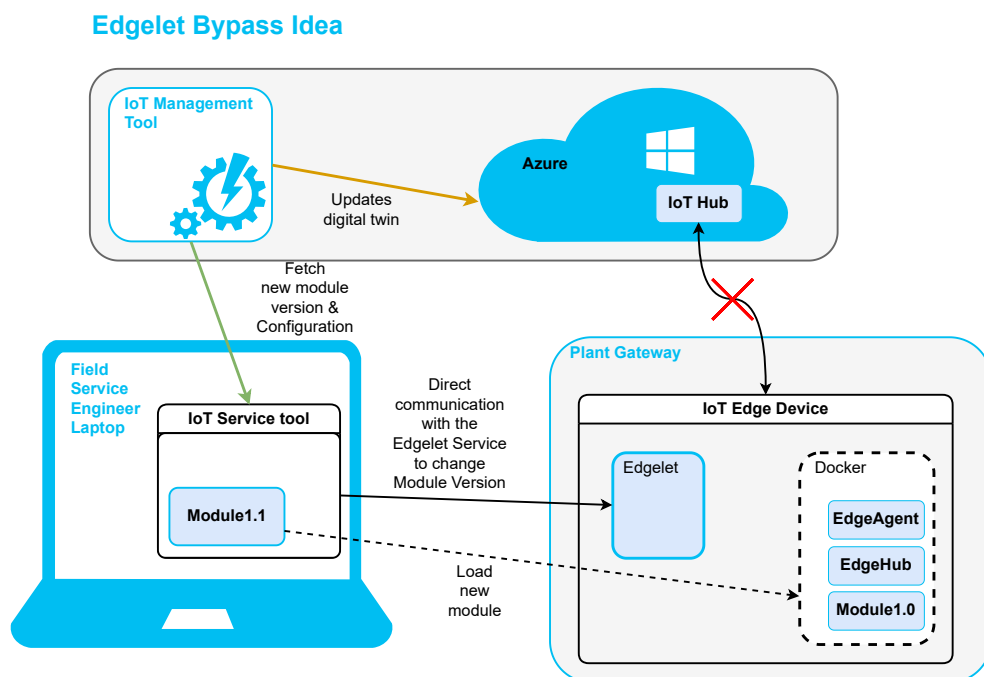 Edgelet Bypass Idea
IoT Management
Tool
Azure
IoT Hub
Updates
digital twin
Fetch
new module
version &
Configuration
Field
Service
Engineer
Laptop
IoT Service tool
Module1.1
Direct
communication
with the
Edgelet Service
to change
Module Version
Load
new
module
Plant Gateway
IoT Edge Device
Edgelet
Docker
EdgeAgent
EdgeHub
Module1.0